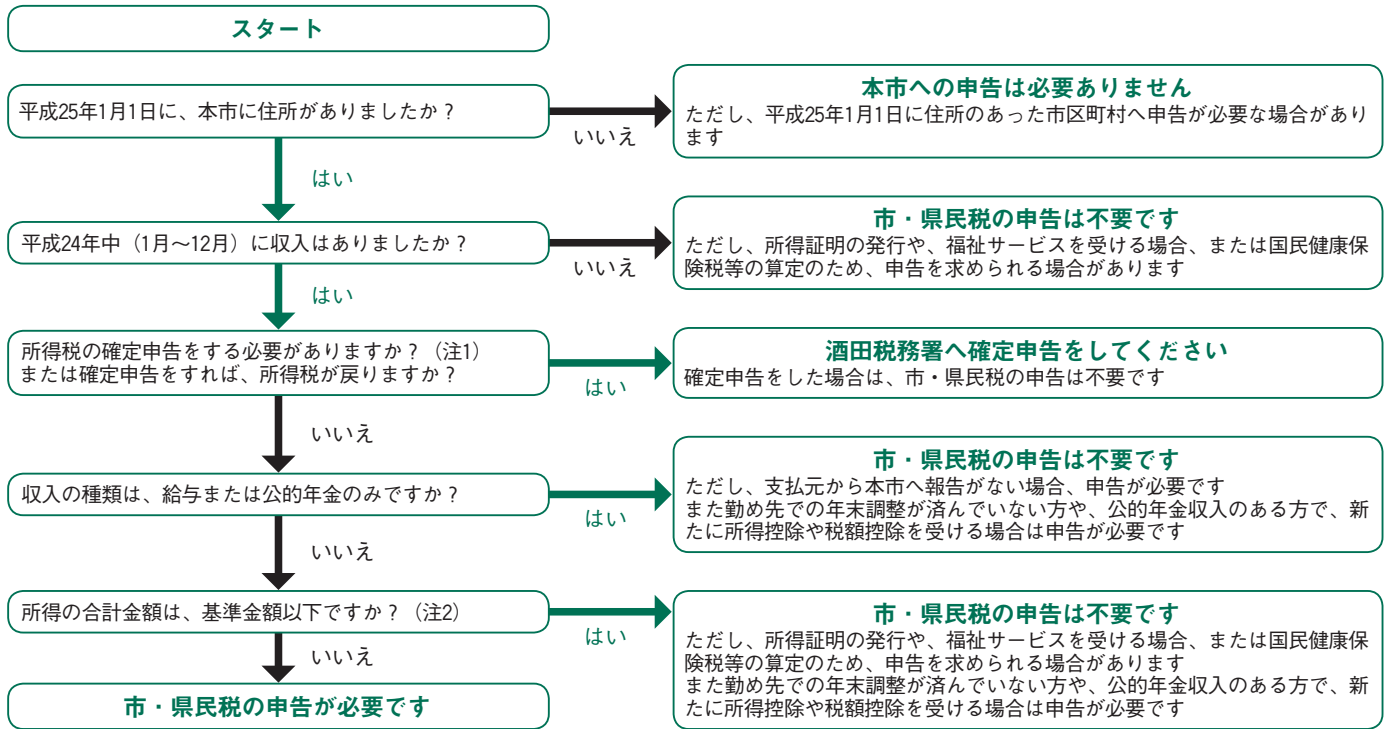 スタート
平成25年1月1日に、本市に住所がありましたか？
いいえ
本市への申告は必要ありません
ただし、平成25年1月1日に住所のあった市区町村へ申告が必要な場合があり
ます
はい
平成24年中（1月～12月）に収入はありましたか？
いいえ
市・県民税の申告は不要です
ただし、所得証明の発行や、福祉サービスを受ける場合、または国民健康保
険税等の算定のため、申告を求められる場合があります
はい
所得税の確定申告をする必要がありますか？（注1）
または確定申告をすれば、所得税が戻りますか？
はい
酒田税務署へ確定申告をしてください
確定申告をした場合は、市・県民税の申告は不要です
いいえ
収入の種類は、給与または公的年金のみですか？
はい
市・県民税の申告は不要です
ただし、支払元から本市へ報告がない場合、申告が必要です
また勤め先での年末調整が済んでいない方や、公的年金収入のある方で、新
たに所得控除や税額控除を受ける場合は申告が必要です
いいえ
所得の合計金額は、基準金額以下ですか？（注2）
はい
市・県民税の申告は不要です
ただし、所得証明の発行や、福祉サービスを受ける場合、または国民健康保
険税等の算定のため、申告を求められる場合があります
また勤め先での年末調整が済んでいない方や、公的年金収入のある方で、新
たに所得控除や税額控除を受ける場合は申告が必要です
いいえ
市・県民税の申告が必要です